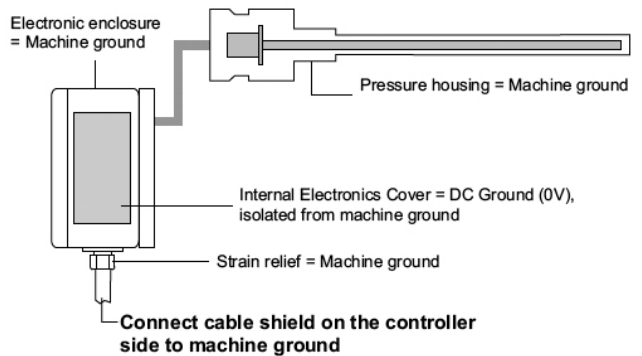 Electronic enclosure
= Machine ground
Pressure housing = Machine ground
Internal Electronics Cover = DC Ground (0V),
isolated from machine ground
Strain relief = Machine ground
Connect cable shield on the controller
side to machine ground